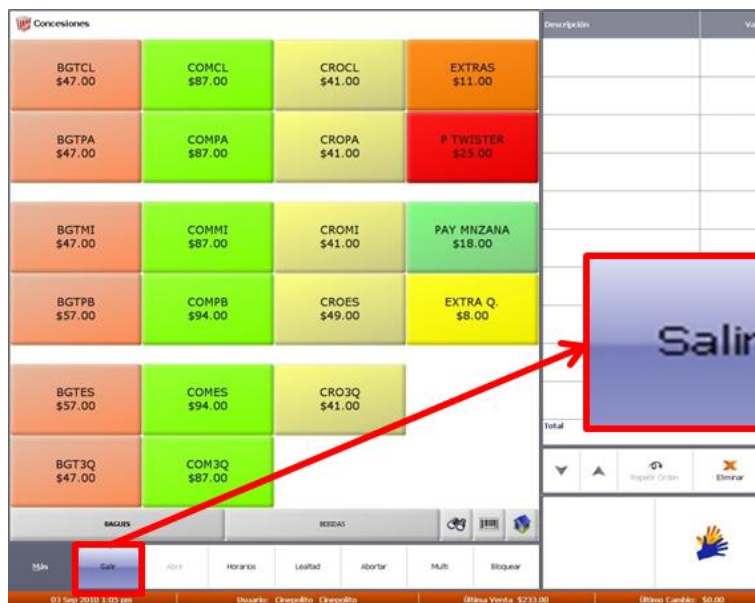 Concesiones
Descripción Va
BGTCL
$47.00
COMCL
$87.00
CROCL
$41.00
EXTRAS
$11.00
BGTPA
$47.00
COMPA
$87.00
CROPA
$41.00
P TWISTER
$25.00
BGTMI
$47.00
COMMI
$87.00
CROMI
$41.00
PAY MNZANA
$18.00
BGTPB
$57.00
COMPB
$94.00
CROES
$49.00
EXTRA Q.
$8.00
BGTES
$57.00
COMES
$94.00
CRO3Q
$41.00
BGT3Q
$47.00
COM3Q
$87.00
Salir
Total
Repetir Orden
Eliminar
BAGUES
BEBIDAS
Más
Salir
Abrir
Horarios
Lealtad
Abortar
Multi
Bloquear
03 Sep 2010 1:05 pm
Usuario: Cinepolito Cinepolito
Última Venta $233.00
Último Cambio: $0.00